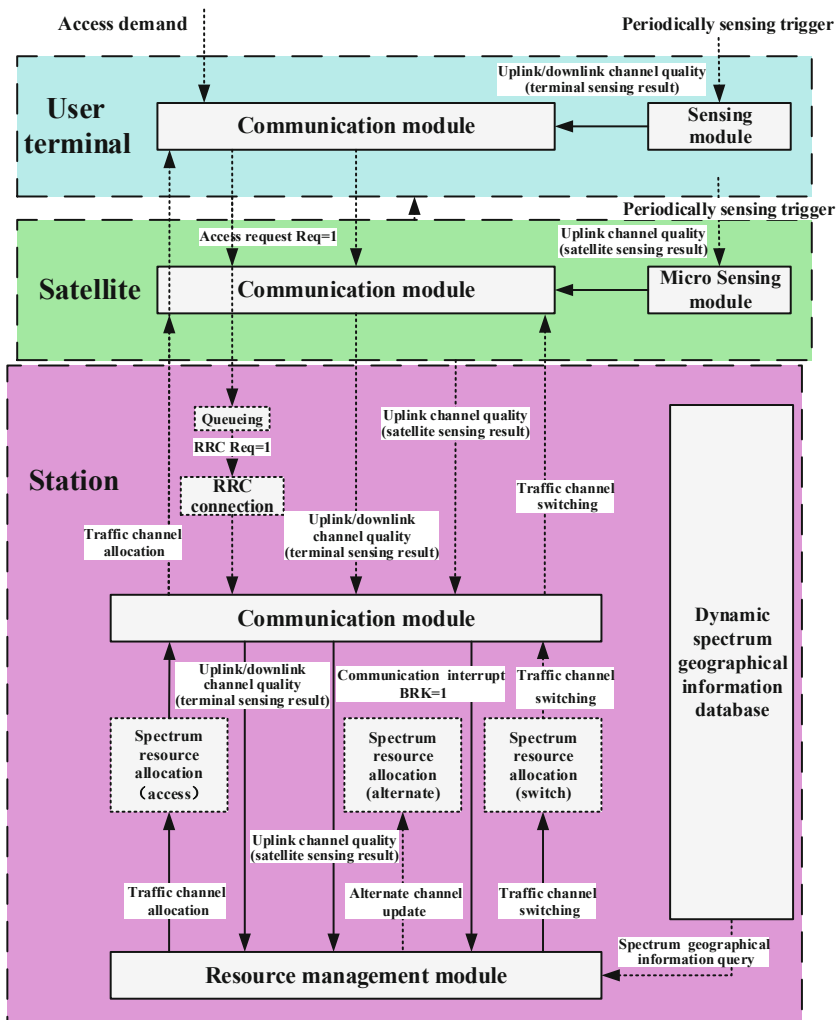 Access demand
Periodically sensing trigger
User
terminal
Uplink/downlink channel quality
(terminal sensing result)
Communication module
Sensing
module
Periodically sensing trigger
Access request Req=1
Uplink channel quality
(satellite sensing result)
Satellite
Communication module
Micro Sensing
module
Queueing
Uplink channel quality
(satellite sensing result)
RRC Req=1
Station
RRC
connection
Traffic channel
switching
Traffic channel
allocation
Uplink/downlink
channel quality
(terminal sensing result)
Communication module
Dynamic
spectrum
geographical
information
database
Uplink/downlink
channel quality
(terminal sensing result)
Communication interrupt
BRK=1
Traffic channel
switching
Spectrum
resource
allocation
（access）
Spectrum
resource
allocation
(alternate)
Spectrum
resource
allocation
(switch)
Uplink channel quality
(satellite sensing result)
Traffic channel
allocation
Alternate channel
update
Traffic channel
switching
Spectrum geographical
information query
Resource management module